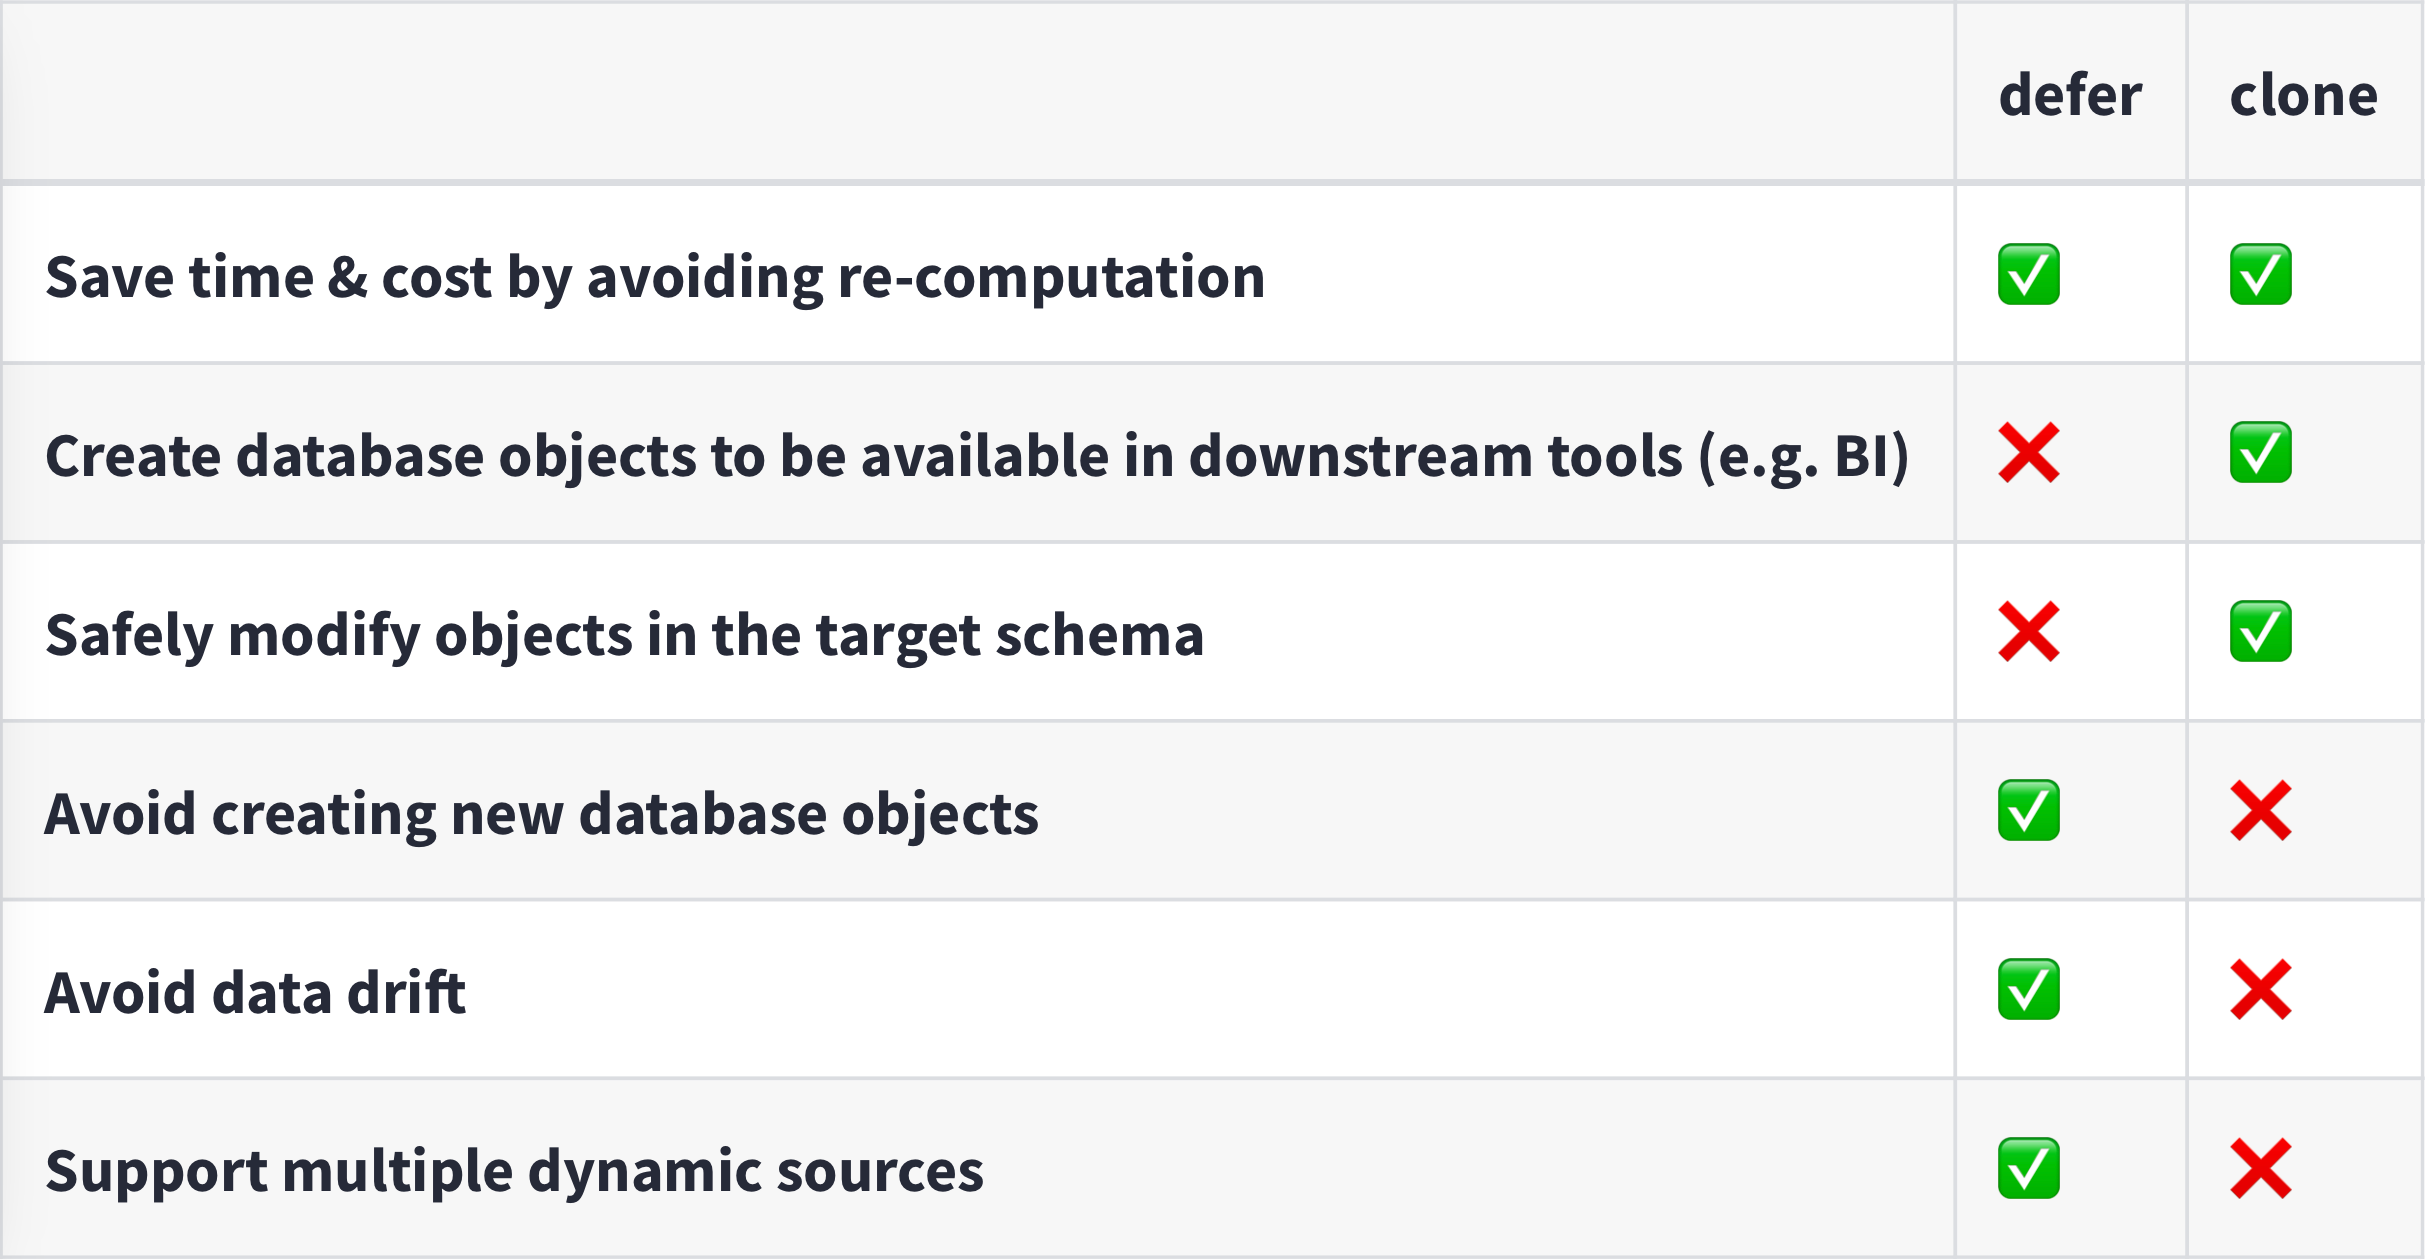 defer clone
Save time & cost by avoiding re-computation ✅ ✅
Create database objects to be available in downstream tools (e.g. BI) ❌ ✅
Safely modify objects in the target schema ❌ ✅
Avoid creating new database objects ✅ ❌
Avoid data drift ✅ ❌
Support multiple dynamic sources ✅ ❌